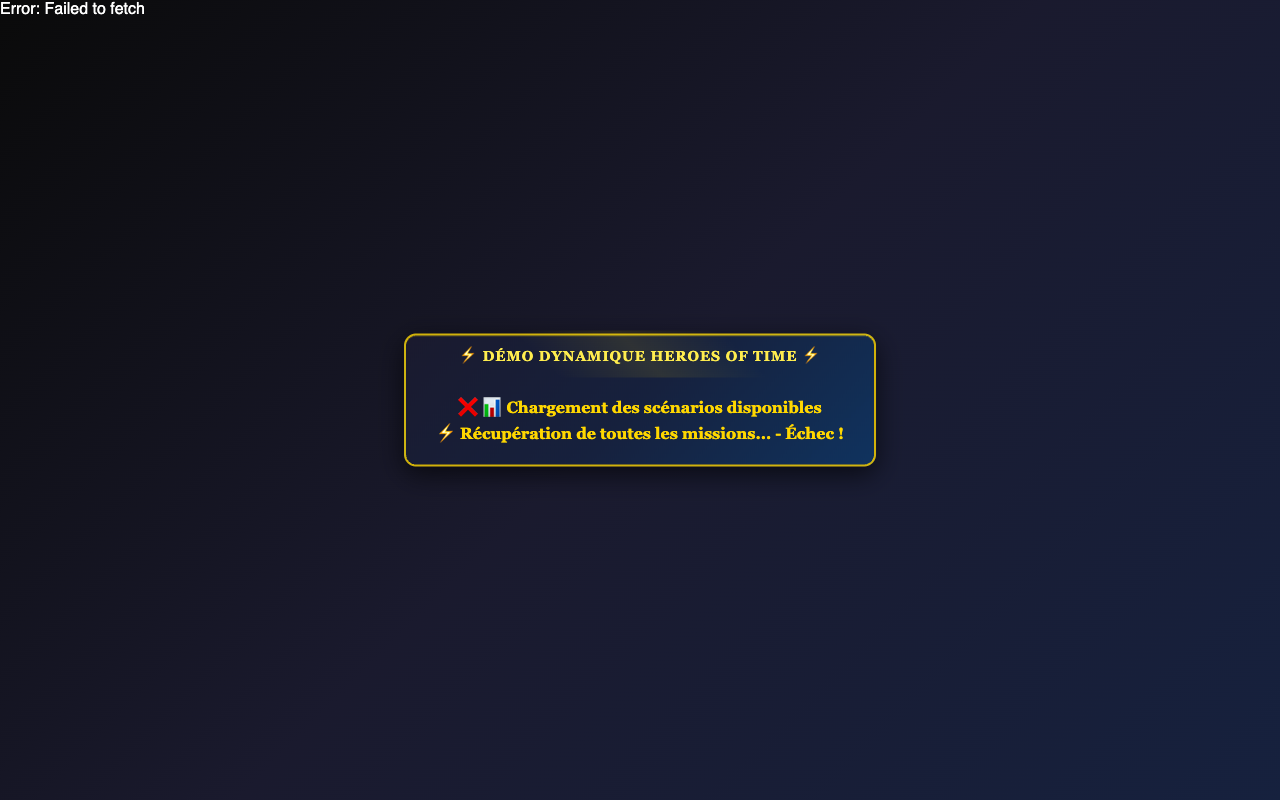 Error: Failed to fetch
⚡ DÉMO DYNAMIQUE HEROES OF TIME ⚡
❌📊 Chargement des scénarios disponibles
⚡ Récupération de toutes les missions... - Échec !